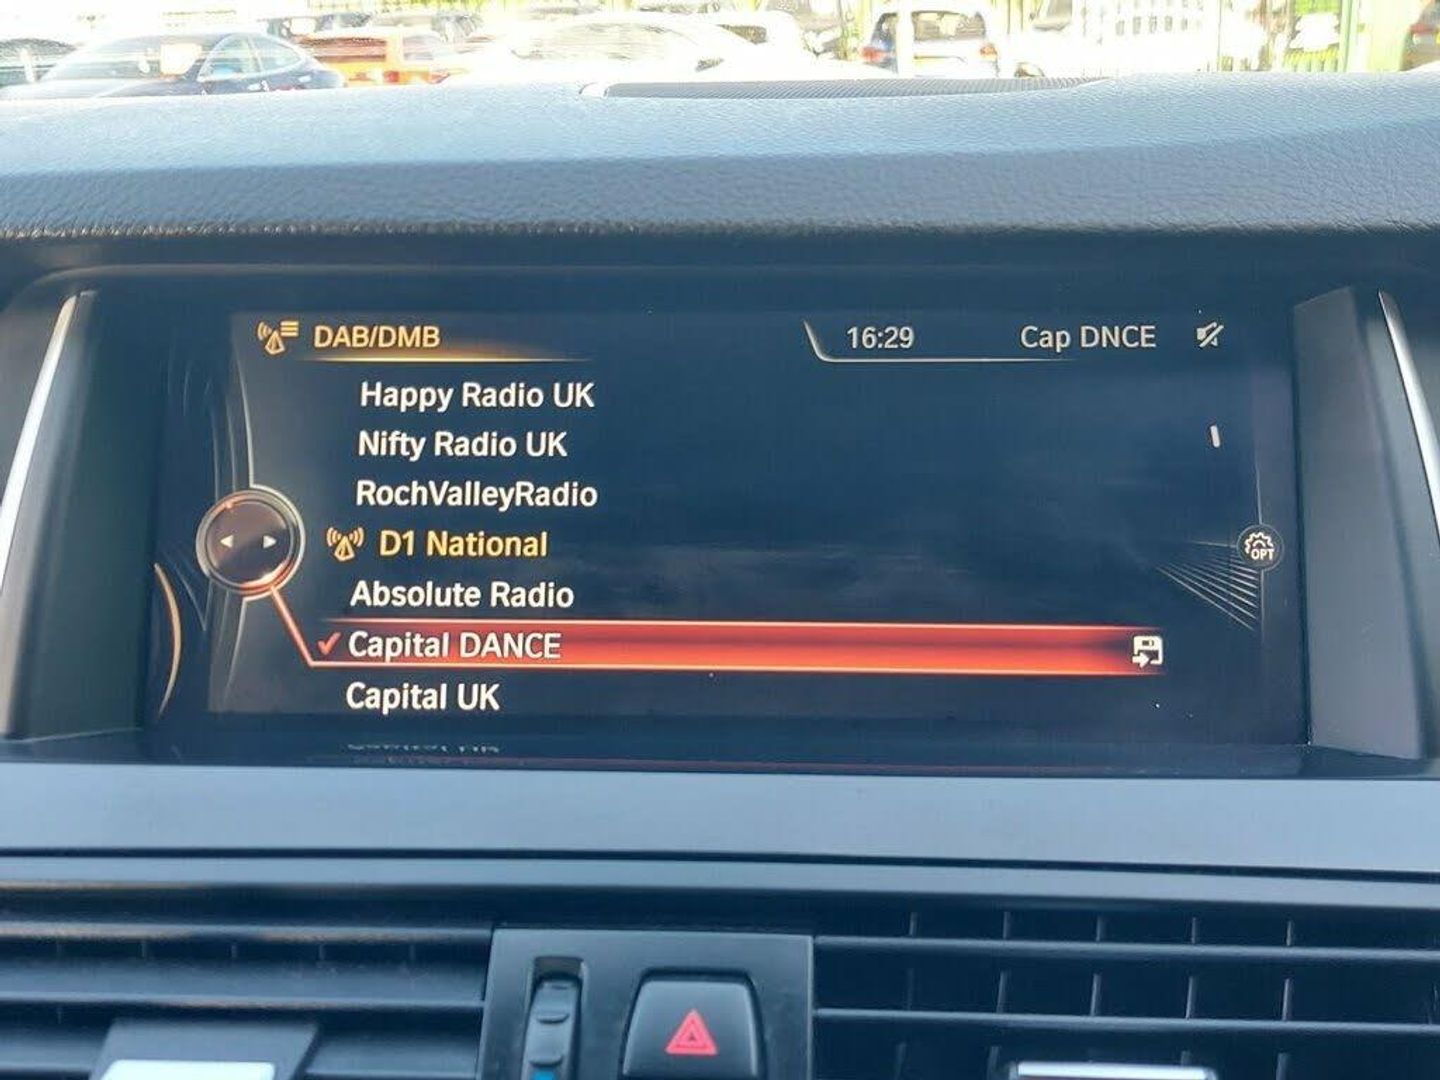 DAB/DMB
16:29
Cap DNCE
Happy Radio UK
Nifty Radio UK
RochValleyRadio
D1 National
OPT
Absolute Radio
Capital DANCE
Capital UK